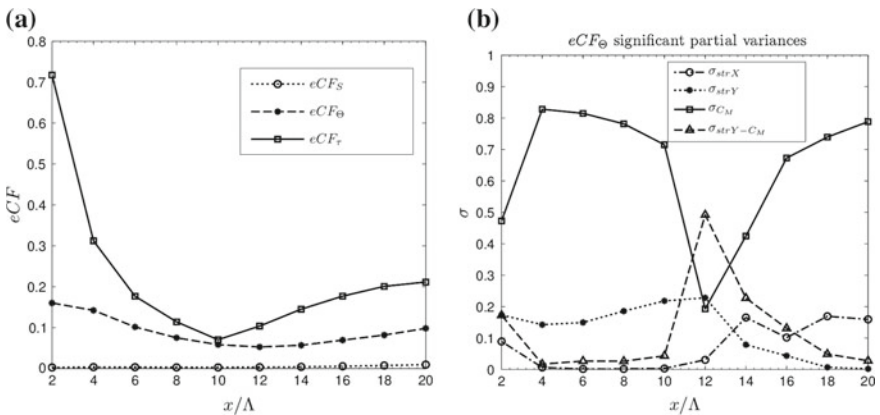 (a)
0.8
0.7
0.6
0.5
0.4
0.3
0.2
0.1
0
eCF
2 4 6 8 10 12 14 16 18 20
x/Λ
eCF_S
eCF_Θ
eCF_τ
(b)
eCF_Θ significant partial variances
1
0.9
0.8
0.7
0.6
0.5
0.4
0.3
0.2
0.1
0
σ
2 4 6 8 10 12 14 16 18 20
x/Λ
σ_strX
σ_strY
σ_C_M
σ_strY−C_M